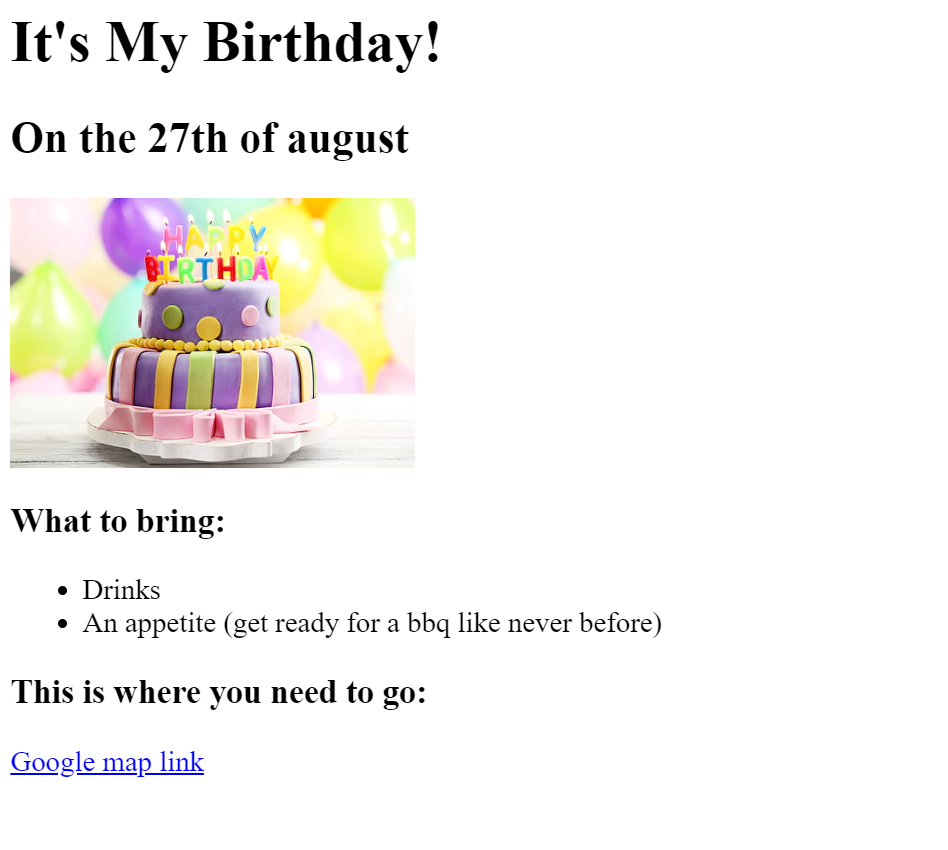 It's My Birthday!
On the 27th of august
HAPPY
BIRTHDAY
What to bring:
Drinks
An appetite (get ready for a bbq like never before)
This is where you need to go:
Google map link